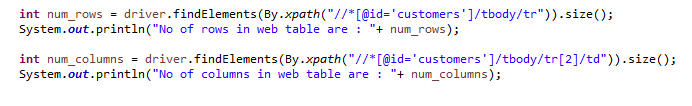 int num_rows = driver.findElements(By.xpath("//*[@id='customers']/tbody/tr")).size();
System.out.println("No of rows in web table are : "+ num_rows);
int num_columns = driver.findElements(By.xpath("//*[@id='customers']/tbody/tr[2]/td")).size();
System.out.println("No of columns in web table are : "+ num_columns);